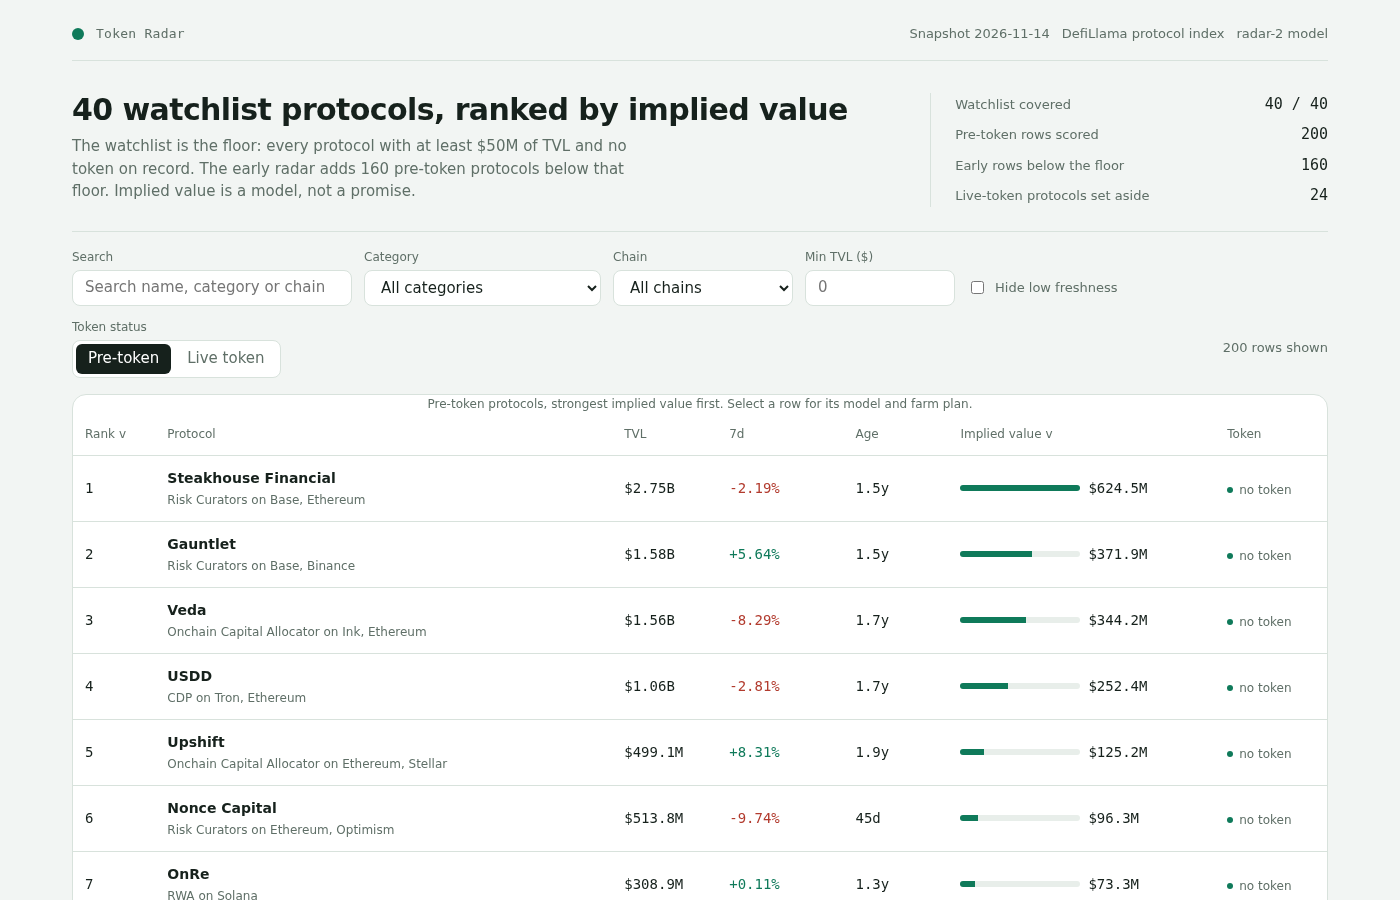 Token Radar
Snapshot 2026-11-14 DefiLlama protocol index radar-2 model
40 watchlist protocols, ranked by implied value
The watchlist is the floor: every protocol with at least $50M of TVL and no
token on record. The early radar adds 160 pre-token protocols below that
floor. Implied value is a model, not a promise.
Watchlist covered 40 / 40
Pre-token rows scored 200
Early rows below the floor 160
Live-token protocols set aside 24
Search Category Chain Min TVL ($)
Search name, category or chain All categories All chains 0 Hide low freshness
Token status
Pre-token Live token
200 rows shown
Pre-token protocols, strongest implied value first. Select a row for its model and farm plan.
Rank v Protocol TVL 7d Age Implied value v Token
1 Steakhouse Financial $2.75B -2.19% 1.5y $624.5M no token
Risk Curators on Base, Ethereum
2 Gauntlet $1.58B +5.64% 1.5y $371.9M no token
Risk Curators on Base, Binance
3 Veda $1.56B -8.29% 1.7y $344.2M no token
Onchain Capital Allocator on Ink, Ethereum
4 USDD $1.06B -2.81% 1.7y $252.4M no token
CDP on Tron, Ethereum
5 Upshift $499.1M +8.31% 1.9y $125.2M no token
Onchain Capital Allocator on Ethereum, Stellar
6 Nonce Capital $513.8M -9.74% 45d $96.3M no token
Risk Curators on Ethereum, Optimism
7 OnRe $308.9M +0.11% 1.3y $73.3M no token
RWA on Solana